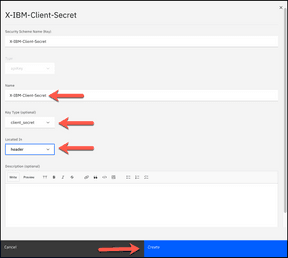 X-IBM-Client-Secret
Security Scheme Name (Key)
X-IBM-Client-Secret
Type
apiKey
Name
X-IBM-Client-Secret
Key Type (optional)
client_secret
Located In
header
Description (optional)
Write Preview
Cancel
Create